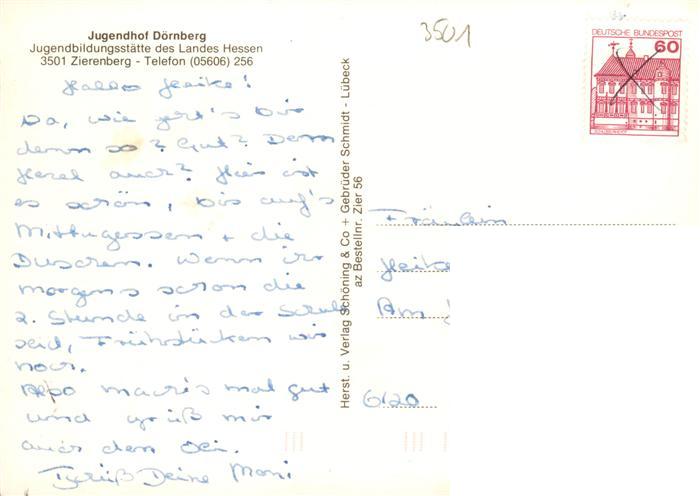 Jugendhof Dörnberg
Jugendbildungsstätte des Landes Hessen
3501 Zierenberg - Telefon (05606) 256
3501
DEUTSCHE BUNDESPOST
60
Hallo Heike!
Na, wie geht's Dir
denn so? Gut? Dem
auch? Hier ist
es schön, bis auf's
Mittagessen + die
Duschen. Wenn ihr
morgens schon die
2. Stunde in der Schule
seid, Frühstücken wir
noch.
Also mach's mal gut
und grüß mir
auch den
Gruß Deine Moni
Herst. u. Verlag Schöning & Co + Gebrüder Schmidt - Lübeck
az Bestellnr. Zier 56
Fräulein
Heike
Am
6120